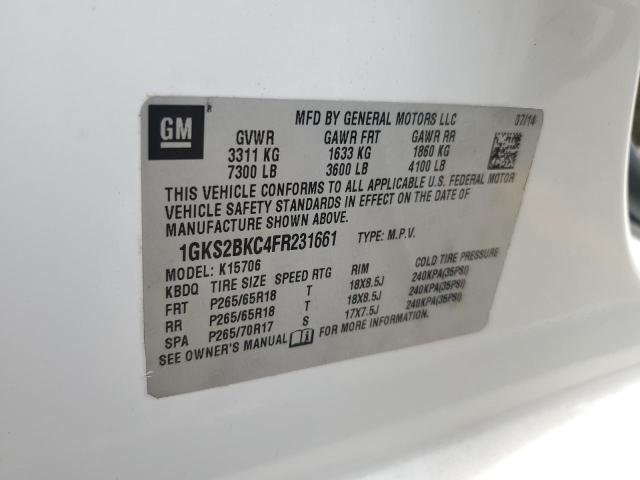 GM
MFD BY GENERAL MOTORS LLC 07/14
GVWR GAWR FRT GAWR RR
3311 KG 1633 KG 1860 KG
7300 LB 3600 LB 4100 LB
THIS VEHICLE CONFORMS TO ALL APPLICABLE U.S. FEDERAL MOTOR
VEHICLE SAFETY STANDARDS IN EFFECT ON THE DATE OF
MANUFACTURE SHOWN ABOVE.
1GKS2BKC4FR231661 TYPE: M.P.V.
MODEL: K15706
KBDQ TIRE SIZE SPEED RTG RIM COLD TIRE PRESSURE
FRT P265/65R18 T 18X8.5J 240KPA(35PSI)
RR P265/65R18 T 18X8.5J 240KPA(35PSI)
SPA P265/70R17 S 17X7.5J 240KPA(35PSI)
SEE OWNER'S MANUAL FOR MORE INFORMATION.